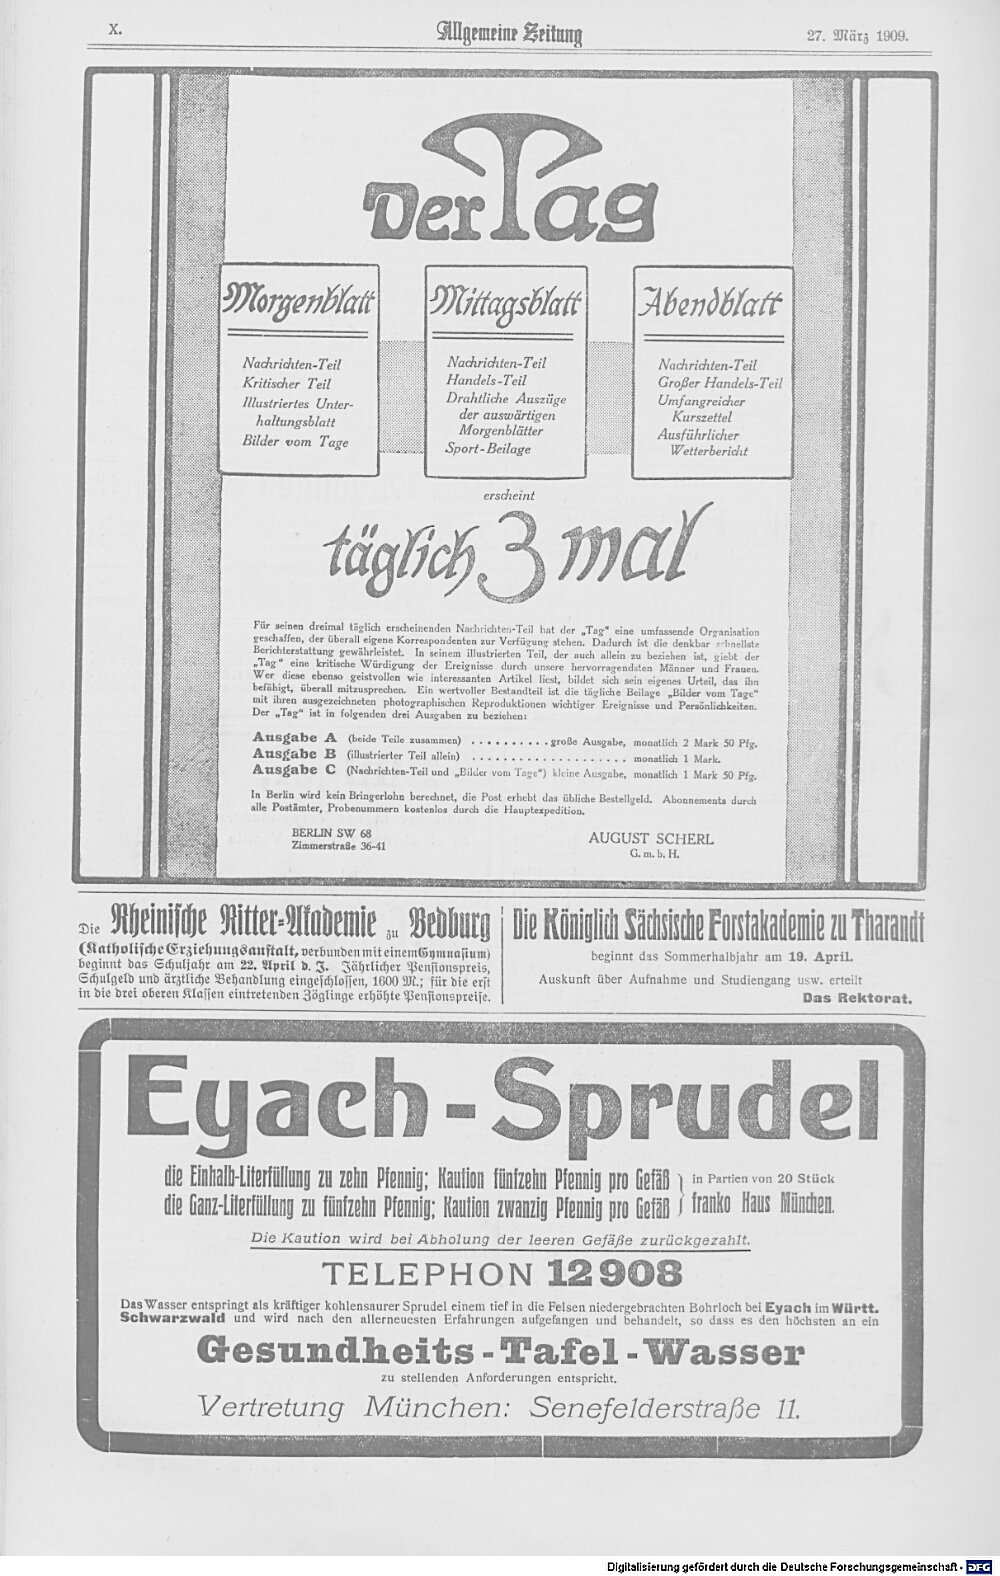 X.
Allgemeine Zeitung
27. März 1909.
Der Tag
Morgenblatt
Nachrichten-Teil
Kritischer Teil
Illustriertes Unter-
haltungsblatt
Bilder vom Tage
Mittagsblatt
Nachrichten-Teil
Handels-Teil
Drahtliche Auszüge
der auswärtigen
Morgenblätter
Sport-Beilage
Abendblatt
Nachrichten-Teil
Großer Handels-Teil
Umfangreicher
Kurszettel
Ausführlicher
Wetterbericht
erscheint
täglich 3 mal
Für seinen dreimal täglich erscheinenden Nachrichten-Teil hat der „Tag“ eine umfassende Organisation
geschaffen, der überall eigene Korrespondenten zur Verfügung stehen. Dadurch ist die denkbar schnellste
Berichterstattung gewährleistet. In seinem illustrierten Teil, der auch allein zu beziehen ist, giebt der
„Tag“ eine kritische Würdigung der Ereignisse durch unsere hervorragendsten Männer und Frauen.
Wer diese ebenso geistvollen wie interessanten Artikel liest, bildet sich sein eigenes Urteil, das ihn
befähigt, überall mitzusprechen. Ein wertvoller Bestandteil ist die tägliche Beilage „Bilder vom Tage“
mit ihren ausgezeichneten photographischen Reproduktionen wichtiger Ereignisse und Persönlichkeiten.
Der „Tag“ ist in folgenden drei Ausgaben zu beziehen:
Ausgabe A (beide Teile zusammen) . . . . . . . . . . große Ausgabe, monatlich 2 Mark 50 Pfg.
Ausgabe B (illustrierter Teil allein) . . . . . . . . . . . . . . . . . . . . monatlich 1 Mark.
Ausgabe C (Nachrichten-Teil und „Bilder vom Tage“) kleine Ausgabe, monatlich 1 Mark 50 Pfg.
In Berlin wird kein Bringerlohn berechnet, die Post erhebt das übliche Bestellgeld. Abonnements durch
alle Postämter, Probenummern kostenlos durch die Hauptexpedition.
BERLIN SW 68
Zimmerstraße 36-41
AUGUST SCHERL
G. m. b. H.
Die Rheinische Ritter-Akademie zu Bedburg
(Katholische Erziehungsanstalt, verbunden mit einem Gymnasium)
beginnt das Schuljahr am 22. April d. J. Jährlicher Pensionspreis,
Schulgeld und ärztliche Behandlung eingeschlossen, 1600 M.; für die erst
in die drei oberen Klassen eintretenden Zöglinge erhöhte Pensionspreise.
Die Königlich Sächsische Forstakademie zu Tharandt
beginnt das Sommerhalbjahr am 19. April.
Auskunft über Aufnahme und Studiengang usw. erteilt
Das Rektorat.
Eyach-Sprudel
die Einhalb-Literfüllung zu zehn Pfennig; Kaution fünfzehn Pfennig pro Gefäß
die Ganz-Literfüllung zu fünfzehn Pfennig; Kaution zwanzig Pfennig pro Gefäß
in Partien von 20 Stück
franko Haus München.
Die Kaution wird bei Abholung der leeren Gefäße zurückgezahlt.
TELEPHON 12908
Das Wasser entspringt als kräftiger kohlensaurer Sprudel einem tief in die Felsen niedergebrachten Bohrloch bei Eyach im Württ.
Schwarzwald und wird nach den allerneuesten Erfahrungen aufgefangen und behandelt, so dass es den höchsten an ein
Gesundheits-Tafel-Wasser
zu stellenden Anforderungen entspricht.
Vertretung München: Senefelderstraße 11.
Digitalisierung gefördert durch die Deutsche Forschungsgemeinschaft - DFG